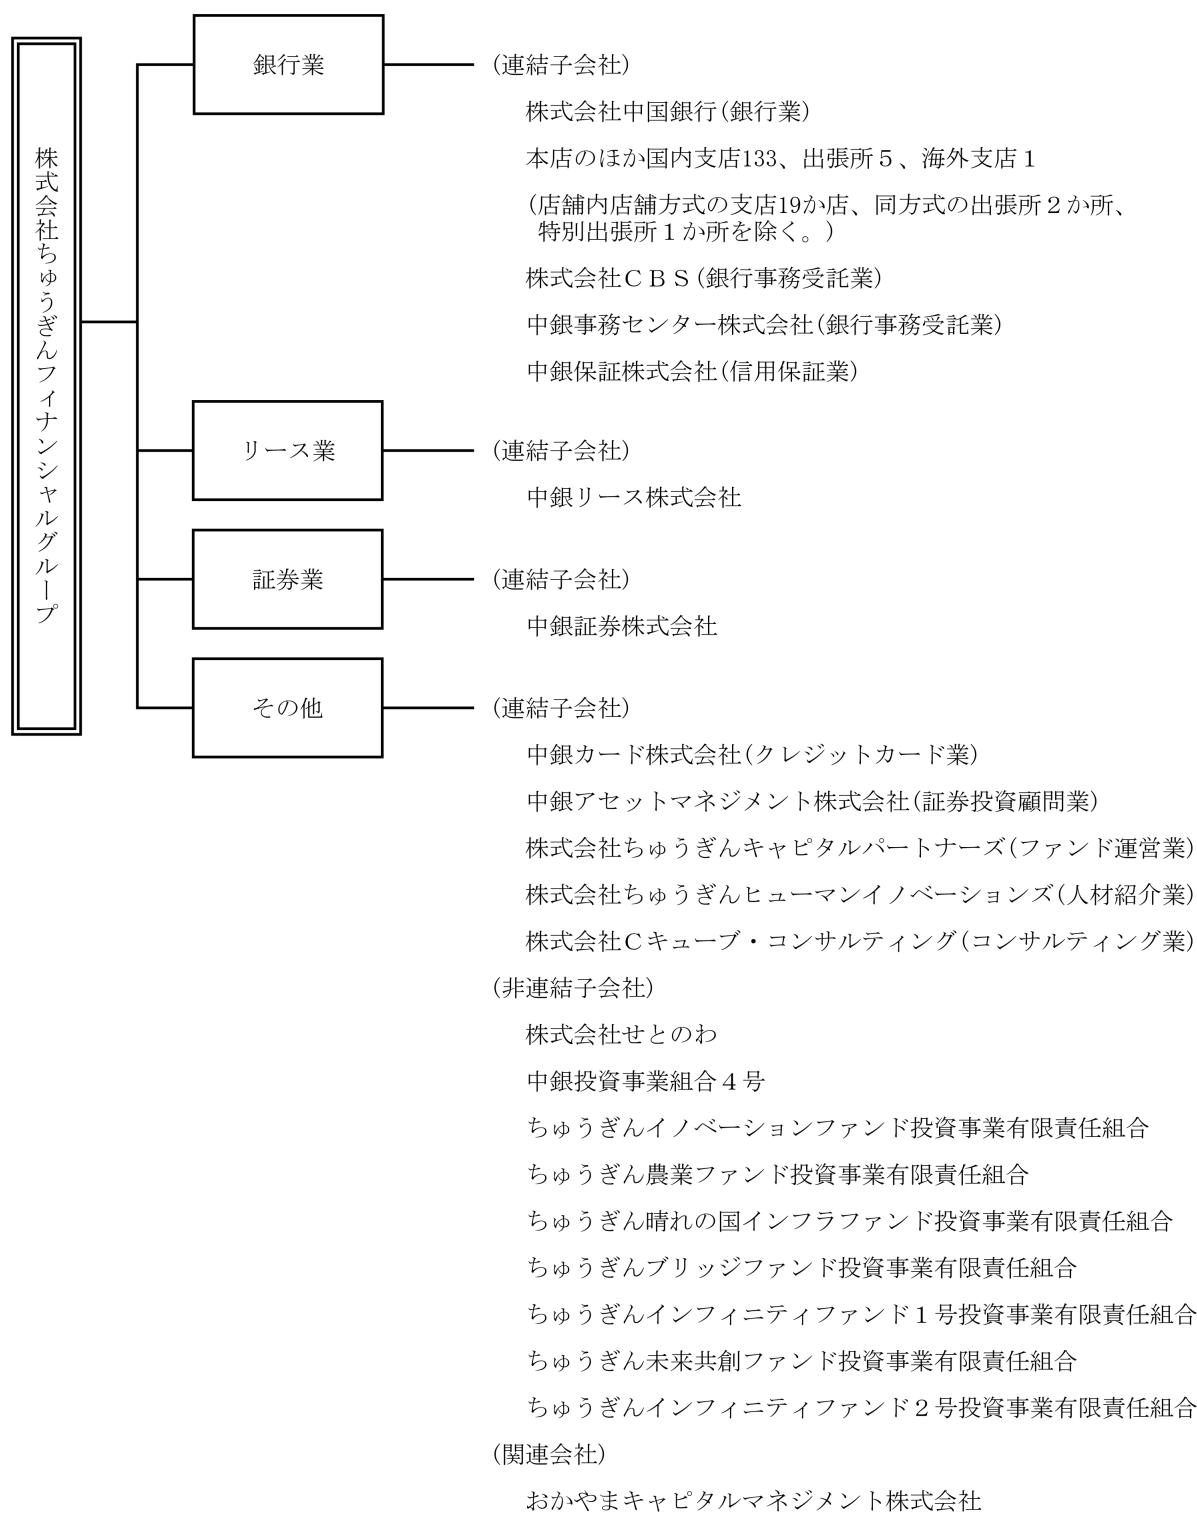 株式会社ちゅうぎんフィナンシャルグループ
銀行業
(連結子会社)
株式会社中国銀行(銀行業)
本店のほか国内支店133、出張所５、海外支店１
(店舗内店舗方式の支店19か店、同方式の出張所２か所、
特別出張所１か所を除く。)
株式会社ＣＢＳ(銀行事務受託業)
中銀事務センター株式会社(銀行事務受託業)
中銀保証株式会社(信用保証業)
リース業
(連結子会社)
中銀リース株式会社
証券業
(連結子会社)
中銀証券株式会社
その他
(連結子会社)
中銀カード株式会社(クレジットカード業)
中銀アセットマネジメント株式会社(証券投資顧問業)
株式会社ちゅうぎんキャピタルパートナーズ(ファンド運営業)
株式会社ちゅうぎんヒューマンイノベーションズ(人材紹介業)
株式会社Ｃキューブ・コンサルティング(コンサルティング業)
(非連結子会社)
株式会社せとのわ
中銀投資事業組合４号
ちゅうぎんイノベーションファンド投資事業有限責任組合
ちゅうぎん農業ファンド投資事業有限責任組合
ちゅうぎん晴れの国インフラファンド投資事業有限責任組合
ちゅうぎんブリッジファンド投資事業有限責任組合
ちゅうぎんインフィニティファンド１号投資事業有限責任組合
ちゅうぎん未来共創ファンド投資事業有限責任組合
ちゅうぎんインフィニティファンド２号投資事業有限責任組合
(関連会社)
おかやまキャピタルマネジメント株式会社